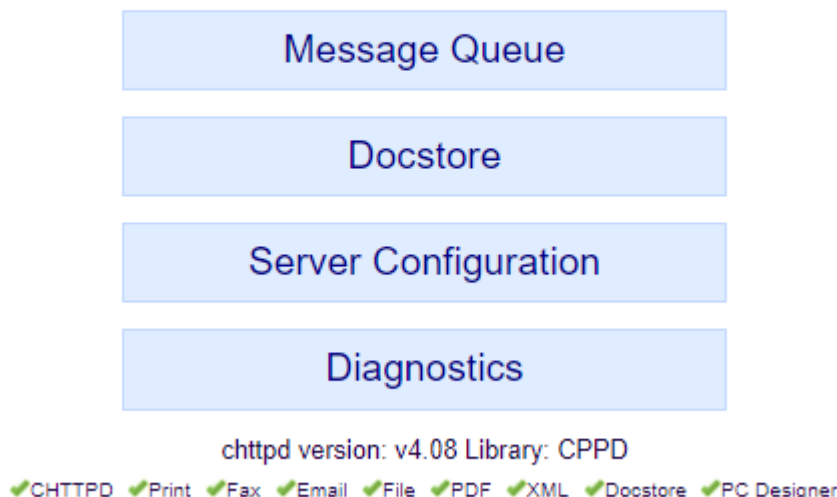 Message Queue
Docstore
Server Configuration
Diagnostics
chttpd version: v4.08 Library: CPPD
CHTTPD Print Fax Email File PDF XML Docstore PC Designer